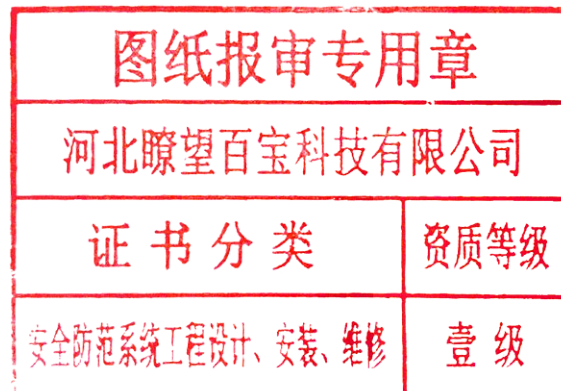 图纸报审专用章
河北瞭望百宝科技有限公司
证书分类 资质等级
安全防范系统工程设计、安装、维修 壹级